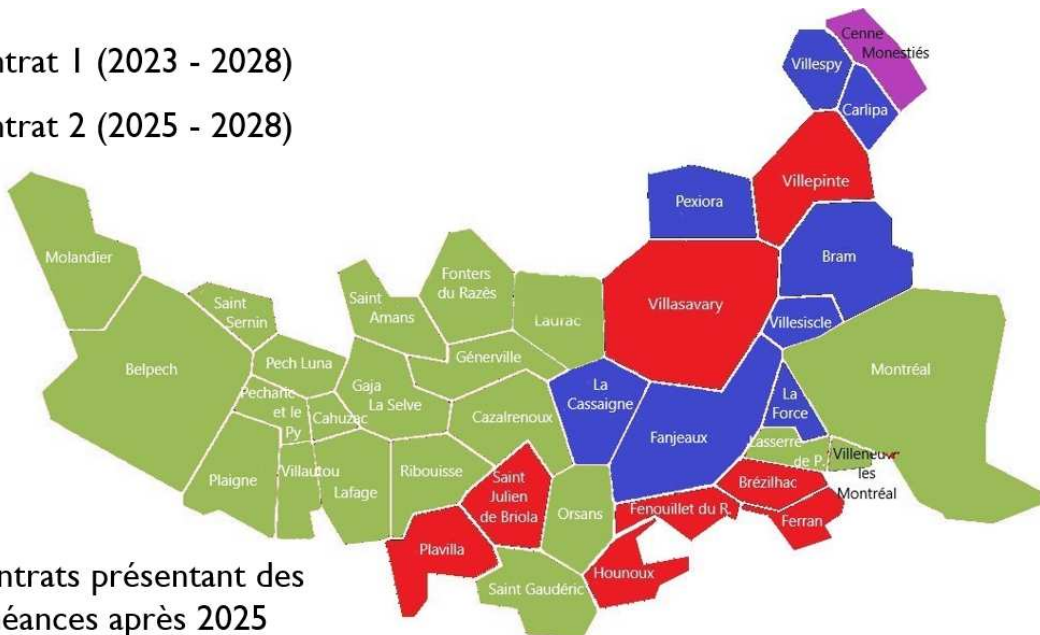 ntrat 1 (2023 - 2028)
ntrat 2 (2025 - 2028)
Cenne
Monestiés
Villespy
Carlipa
Villepinte
Pexiora
Bram
Molandier
Saint
Sernin
Saint
Amans
Fonters
du Razès
Laurac
Villasavary
Villesiscle
Belpech
Pech Luna
Génerville
Gaja
La Selve
La
Cassaigne
Montréal
Pecharic
et le
Py
Cahuzac
Cazalrenoux
La
Force
Fanjeaux
Lasserre
de P.
Villeneuve
les
Montréal
Plaigne
Villautou
Lafage
Ribouisse
Saint
Julien
de Briola
Orsans
Brézilhac
Fenouillet du R.
Ferran
Plavilla
Hounoux
Saint Gaudéric
ntrats présentant des
héances après 2025